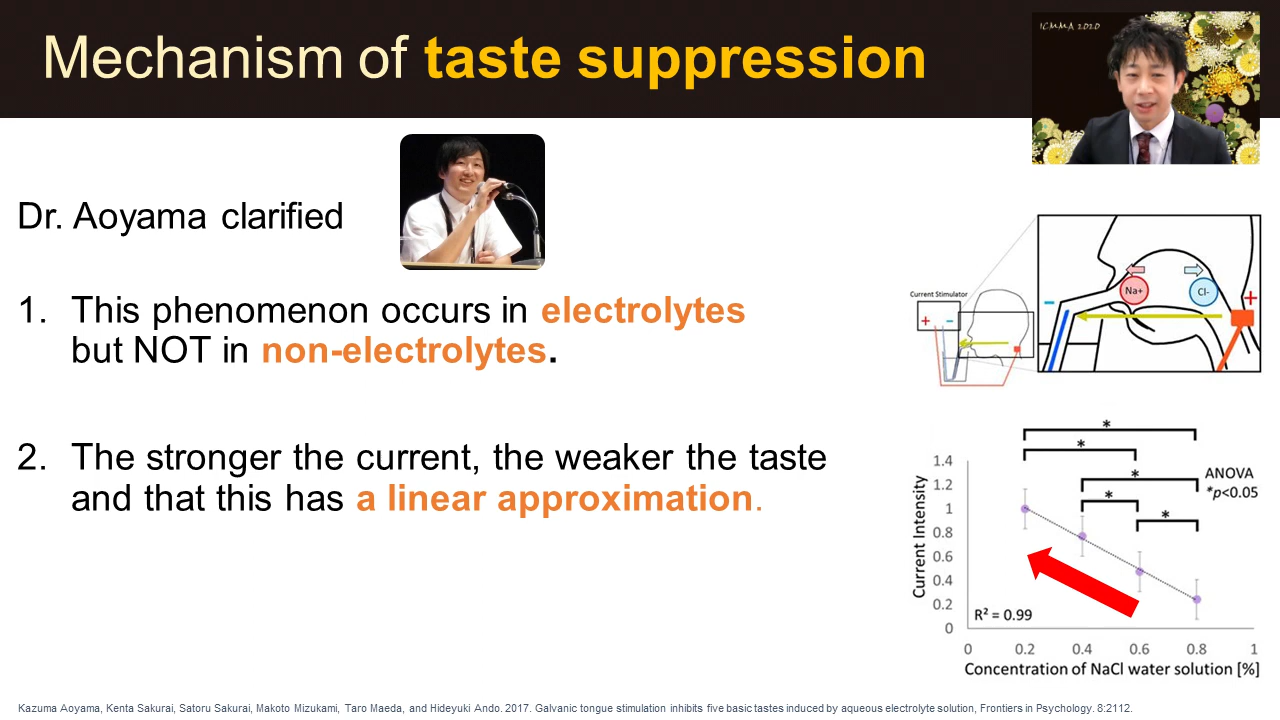 Mechanism of taste suppression
ICMMA 2020
Dr. Aoyama clarified
1. This phenomenon occurs in electrolytes
but NOT in non-electrolytes.
2. The stronger the current, the weaker the taste
and that this has a linear approximation.
Current Stimulator
+ −
−
Na+
Cl-
+
*
*
*
*
*
ANOVA
*p<0.05
Current Intensity
1.4
1.2
1
0.8
0.6
0.4
0.2
0
R² = 0.99
0 0.2 0.4 0.6 0.8 1
Concentration of NaCl water solution [%]
Kazuma Aoyama, Kenta Sakurai, Satoru Sakurai, Makoto Mizukami, Taro Maeda, and Hideyuki Ando. 2017. Galvanic tongue stimulation inhibits five basic tastes induced by aqueous electrolyte solution, Frontiers in Psychology. 8:2112.